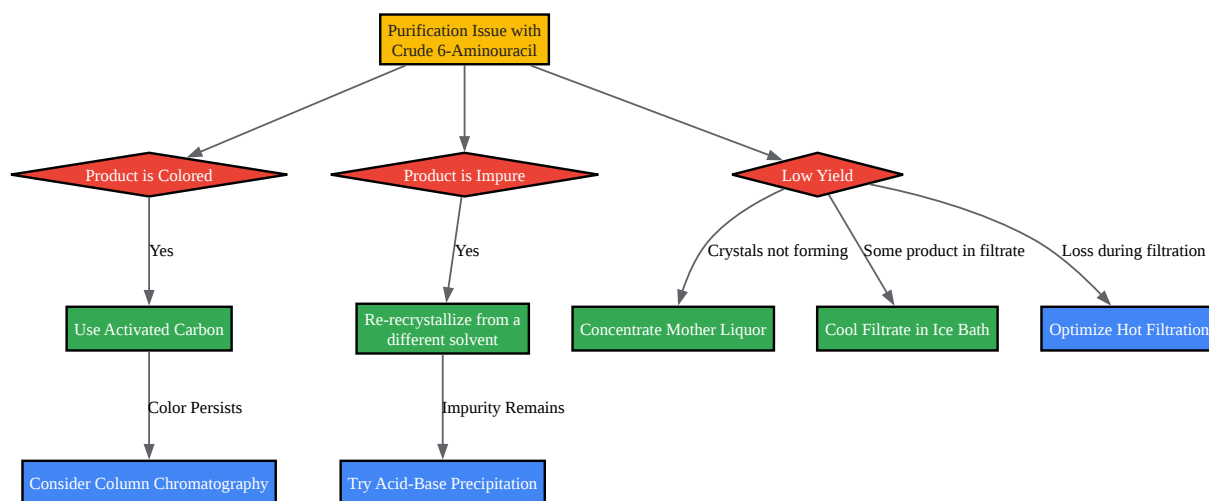 Purification Issue with
Crude 6-Aminouracil
Product is Colored
Product is Impure
Low Yield
Yes
Yes
Crystals not forming
Some product in filtrate
Loss during filtration
Use Activated Carbon
Re-recrystallize from a
different solvent
Concentrate Mother Liquor
Cool Filtrate in Ice Bath
Optimize Hot Filtration
Color Persists
Impurity Remains
Consider Column Chromatography
Try Acid-Base Precipitation